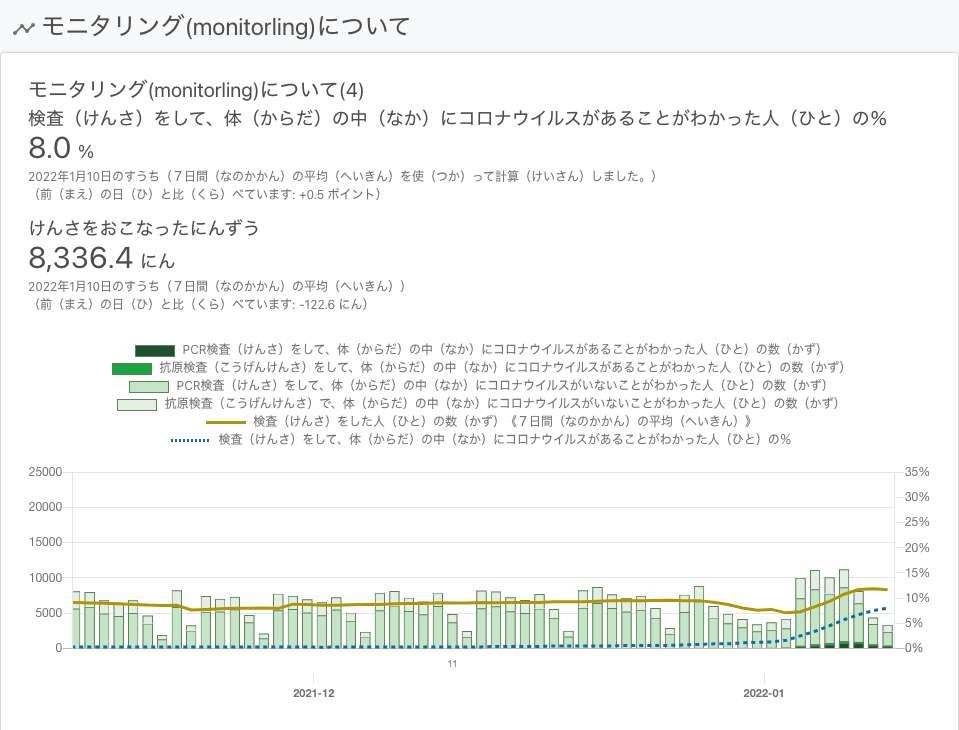 モニタリング(monitorling)について
モニタリング(monitorling)について(4)
検査（けんさ）をして、体（からだ）の中（なか）にコロナウイルスがあることがわかった人（ひと）の%
8.0 %
2022年1月10日のすうち（７日間（なのかかん）の平均（へいきん）を使（つか）って計算（けいさん）しました。）
（前（まえ）の日（ひ）と比（くら）べています: +0.5 ポイント）
けんさをおこなったにんずう
8,336.4 にん
2022年1月10日のすうち（７日間（なのかかん）の平均（へいきん））
（前（まえ）の日（ひ）と比（くら）べています: -122.6 にん）
PCR検査（けんさ）をして、体（からだ）の中（なか）にコロナウイルスがあることがわかった人（ひと）の数（かず）
抗原検査（こうげんけんさ）をして、体（からだ）の中（なか）にコロナウイルスがあることがわかった人（ひと）の数（かず）
PCR検査（けんさ）をして、体（からだ）の中（なか）にコロナウイルスがいないことがわかった人（ひと）の数（かず）
抗原検査（こうげんけんさ）で、体（からだ）の中（なか）にコロナウイルスがいないことがわかった人（ひと）の数（かず）
検査（けんさ）をした人（ひと）の数（かず）《７日間（なのかかん）の平均（へいきん）》
検査（けんさ）をして、体（からだ）の中（なか）にコロナウイルスがあることがわかった人（ひと）の%
25000 35%
30%
20000
25%
15000
20%
15%
10000
10%
5000
5%
0 0%
11
2021-12 2022-01